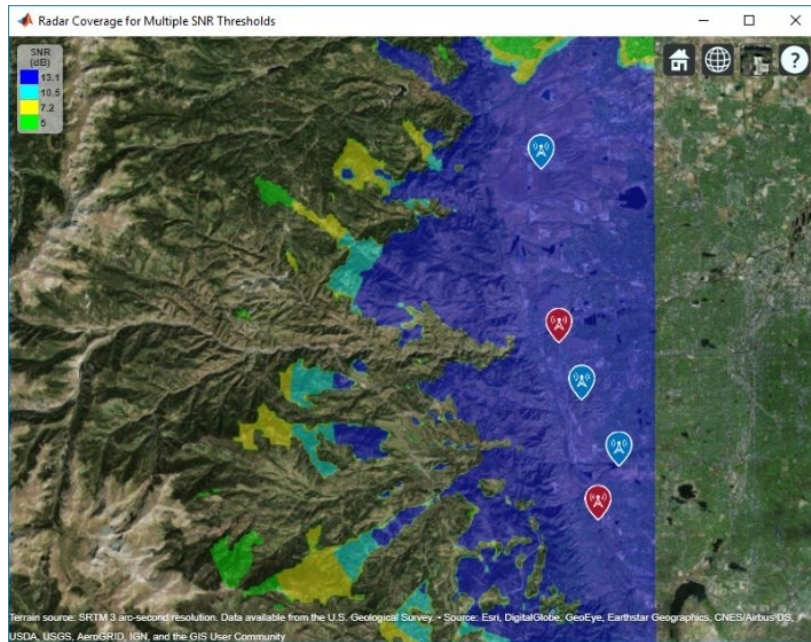 Radar Coverage for Multiple SNR Thresholds
SNR
(dB)
13.1
10.5
7.2
5
?
Terrain source: SRTM 3 arc-second resolution. Data available from the U.S. Geological Survey. • Source: Esri, DigitalGlobe, GeoEye, Earthstar Geographics, CNES/Airbus DS,
USDA, USGS, AeroGRID, IGN, and the GIS User Community